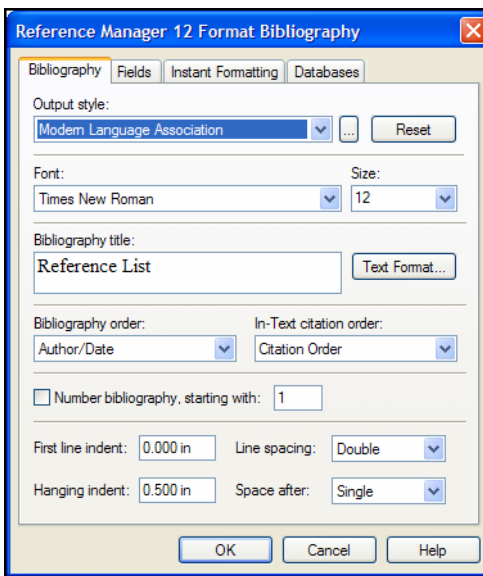 Reference Manager 12 Format Bibliography
Bibliography Fields Instant Formatting Databases
Output style:
Modern Language Association ... Reset
Font: Size:
Times New Roman 12
Bibliography title:
Reference List Text Format...
Bibliography order: In-Text citation order:
Author/Date Citation Order
Number bibliography, starting with: 1
First line indent: 0.000 in Line spacing: Double
Hanging indent: 0.500 in Space after: Single
OK Cancel Help